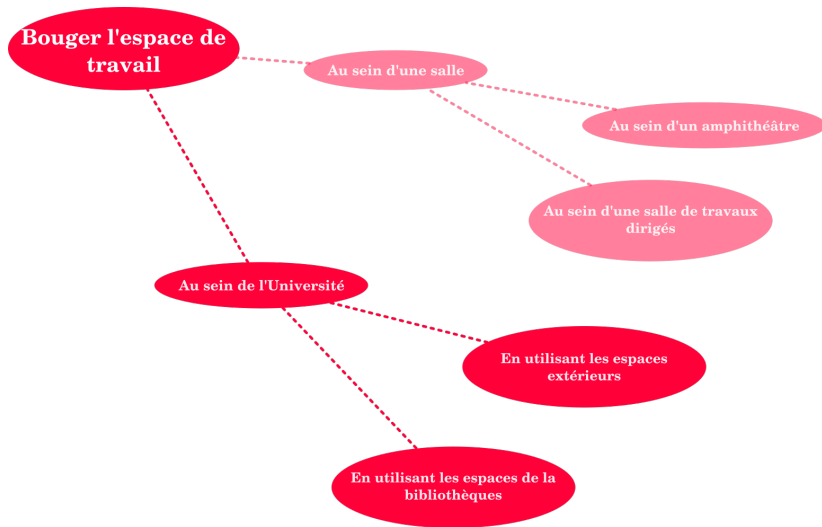 Bouger l'espace de
travail
Au sein d'une salle
Au sein d'un amphithéâtre
Au sein d'une salle de travaux
dirigés
Au sein de l'Université
En utilisant les espaces
extérieurs
En utilisant les espaces de la
bibliothèques